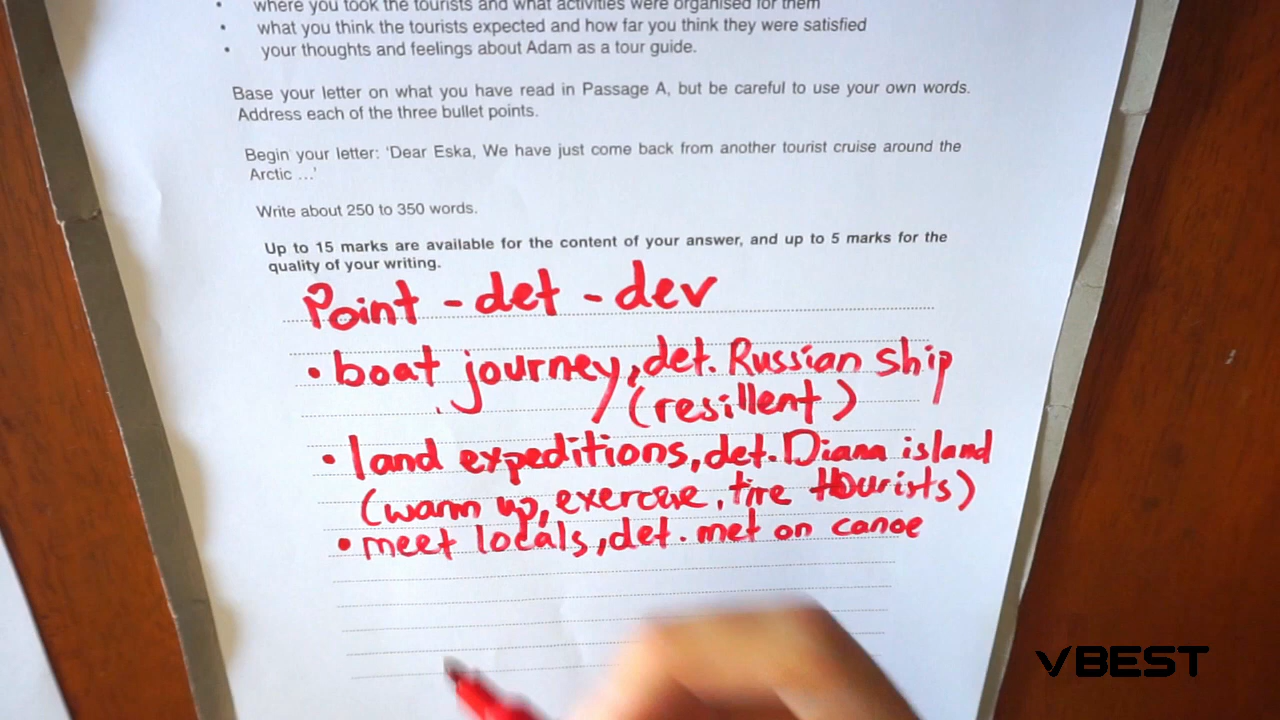 • where you took the tourists and what activities were organised for them
• what you think the tourists expected and how far you think they were satisfied
• your thoughts and feelings about Adam as a tour guide.
Base your letter on what you have read in Passage A, but be careful to use your own words.
Address each of the three bullet points.
Begin your letter: 'Dear Eska, We have just come back from another tourist cruise around the
Arctic ...'
Write about 250 to 350 words.
Up to 15 marks are available for the content of your answer, and up to 5 marks for the
quality of your writing.
Point - det - dev
• boat journey, det. Russian ship
(resillent)
• land expeditions, det. Diana island
(warm up, exercise, tire tourists)
• meet locals, det. met on canoe
VBEST